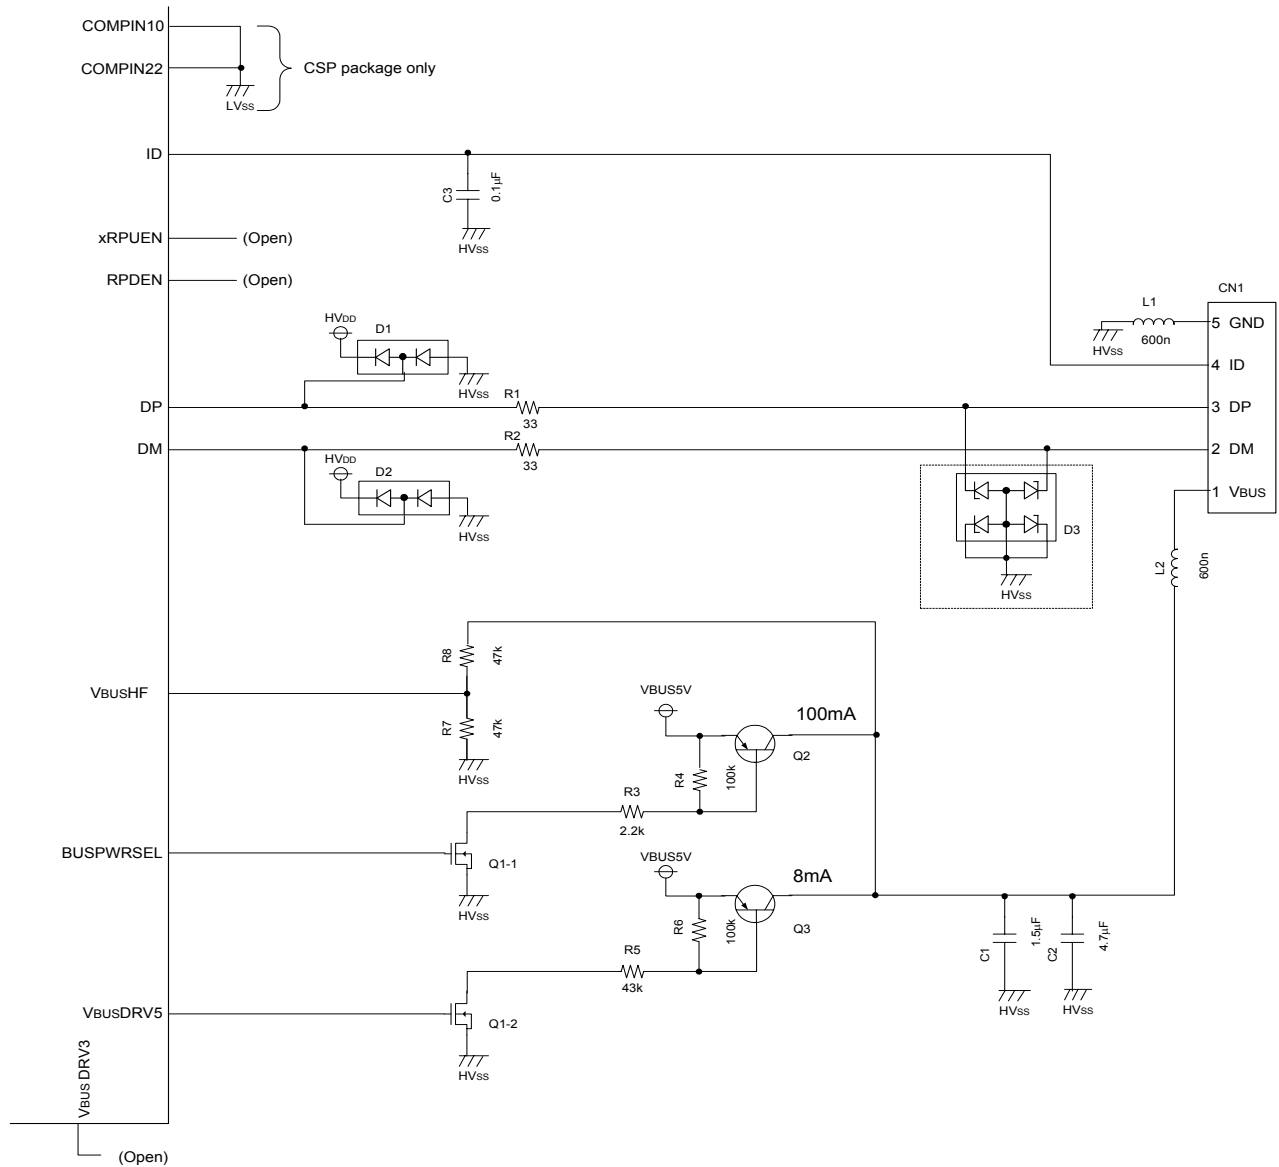 COMPIN10
COMPIN22
CSP package only
LVss
ID
C3
0.1µF
HVss
xRPUEN
(Open)
RPDEN
(Open)
CN1
L1
600n
HVss
5 GND
4 ID
3 DP
2 DM
1 VBUS
HVDD
D1
HVss
DP
R1
33
DM
R2
33
HVDD
D2
HVss
D3
HVss
L2
600n
R8
47k
VBUSHF
R7
47k
HVss
VBUS5V
100mA
Q2
R4
100k
R3
2.2k
BUSPWRSEL
Q1-1
HVss
VBUS5V
8mA
Q3
R6
100k
R5
43k
C1
1.5µF
HVss
C2
4.7µF
HVss
VBUSDRV5
Q1-2
HVss
VBUS DRV3
(Open)